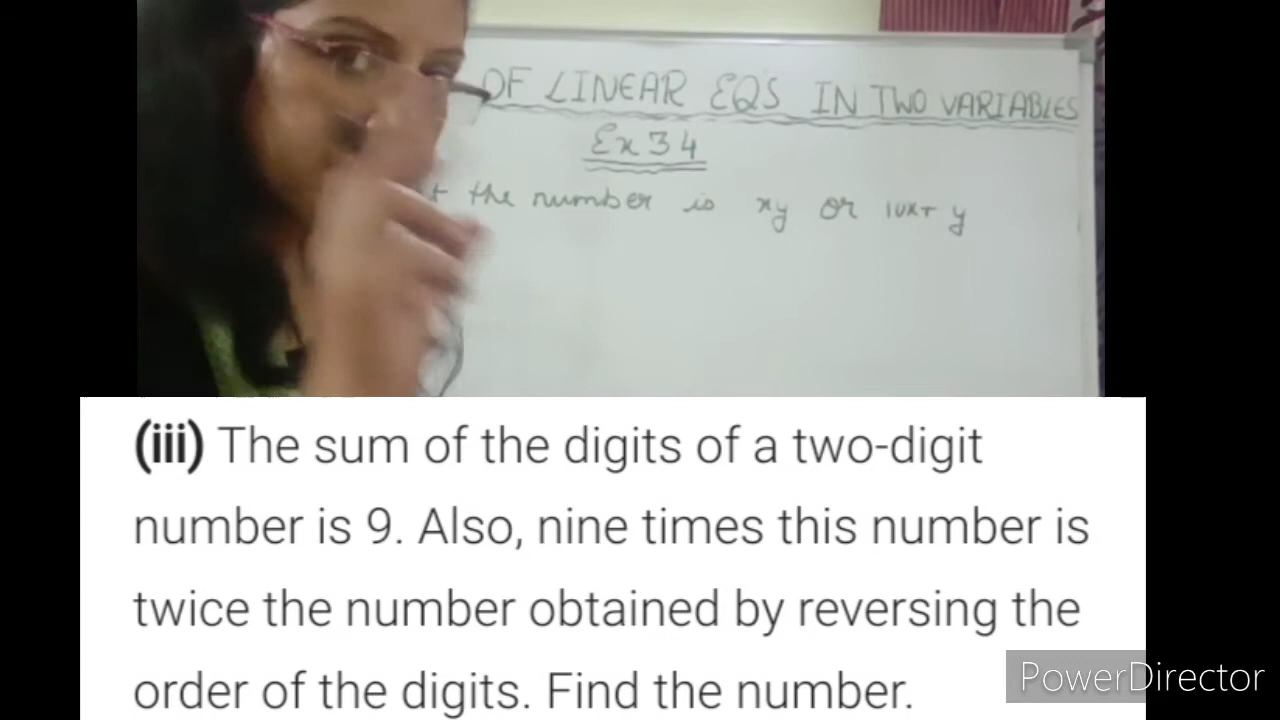 OF LINEAR EQ'S IN TWO VARIABLES
Ex 3 4
the number is xy or 10x+ y
(iii) The sum of the digits of a two-digit
number is 9. Also, nine times this number is
twice the number obtained by reversing the
order of the digits. Find the number.
PowerDirector